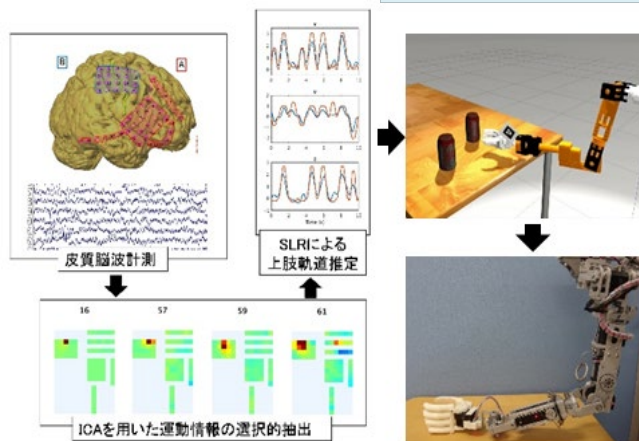 B
A
皮質脳波計測
SLRによる
上肢軌道推定
16 57 59 61
ICAを用いた運動情報の選択的抽出